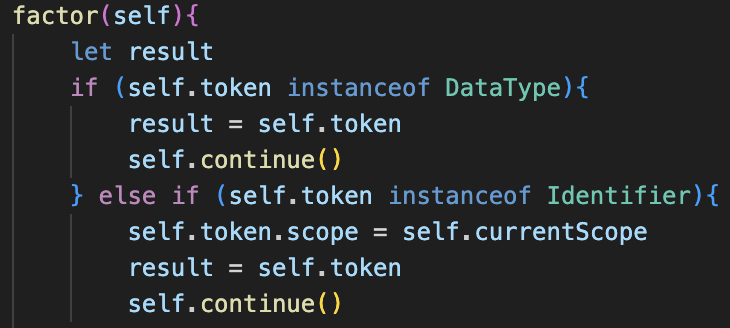 factor(self){
    let result
    if (self.token instanceof DataType){
        result = self.token
        self.continue()
    } else if (self.token instanceof Identifier){
        self.token.scope = self.currentScope
        result = self.token
        self.continue()